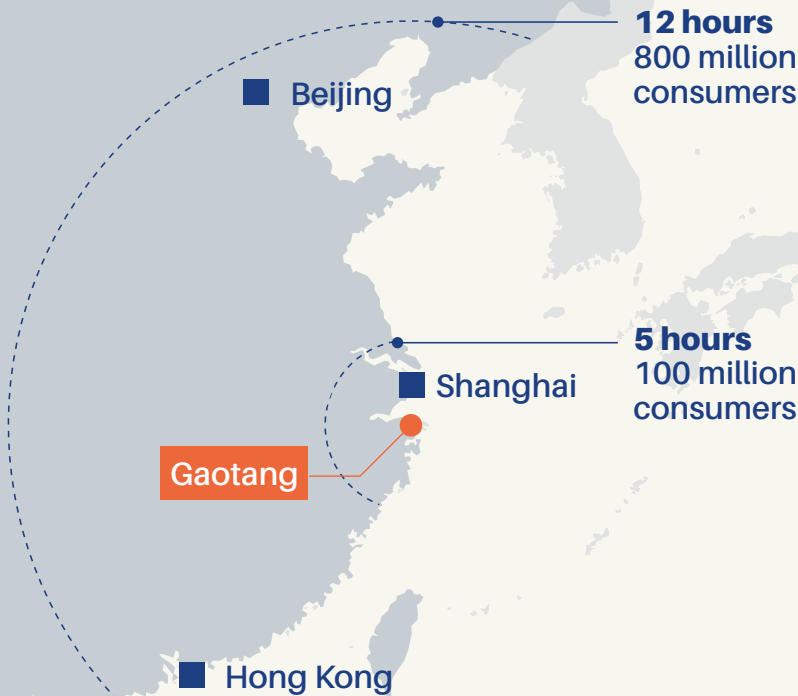 12 hours
800 million
consumers
Beijing
5 hours
100 million
consumers
Shanghai
Gaotang
Hong Kong